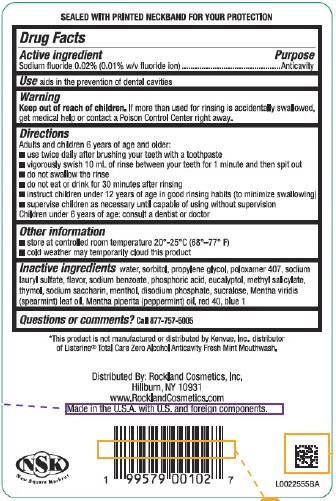 SEALED WITH PRINTED NECKBAND FOR YOUR PROTECTION
Drug Facts
Active ingredient Purpose
Sodium fluoride 0.02% (0.01% w/v fluoride ion) ........................ Anticavity
Use aids in the prevention of dental cavities
Warning
Keep out of reach of children. If more than used for rinsing is accidentally swallowed,
get medical help or contact a Poison Control Center right away.
Directions
Adults and children 6 years of age and older:
■ use twice daily after brushing your teeth with a toothpaste
■ vigorously swish 10 mL of rinse between your teeth for 1 minute and then spit out
■ do not swallow the rinse
■ do not eat or drink for 30 minutes after rinsing
■ instruct children under 12 years of age in good rinsing habits (to minimize swallowing)
■ supervise children as necessary until capable of using without supervision
Children under 6 years of age: consult a dentist or doctor
Other information
■ store at controlled room temperature 20°-25°C (68°–77° F)
■ cold weather may temporarily cloud this product
Inactive ingredients water, sorbitol, propylene glycol, poloxamer 407, sodium
lauryl sulfate, flavor, sodium benzoate, phosphoric acid, eucalyptol, methyl salicylate,
thymol, sodium saccharin, menthol, disodium phosphate, sucralose, Mentha viridis
(spearmint) leaf oil, Mentha piperita (peppermint) oil, red 40, blue 1
Questions or comments? Call 877-757-6005
*This product is not manufactured or distributed by Kenvue, Inc., distributor
of Listerine® Total Care Zero Alcohol Anticavity Fresh Mint Mouthwash.
Distributed By: Rockland Cosmetics, Inc,
Hillburn, NY 10931
www.RocklandCosmetics.com
Made in the U.S.A. with U.S. and foreign components.
NSK
New Square Kosher
1 99579 00102 7
L0022555BA